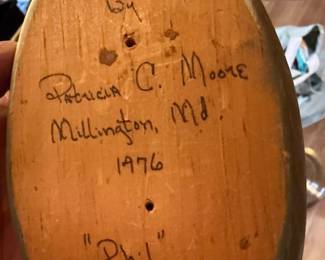 By
Patricia C. Moore
Millington, Md.
1976
"Phil"